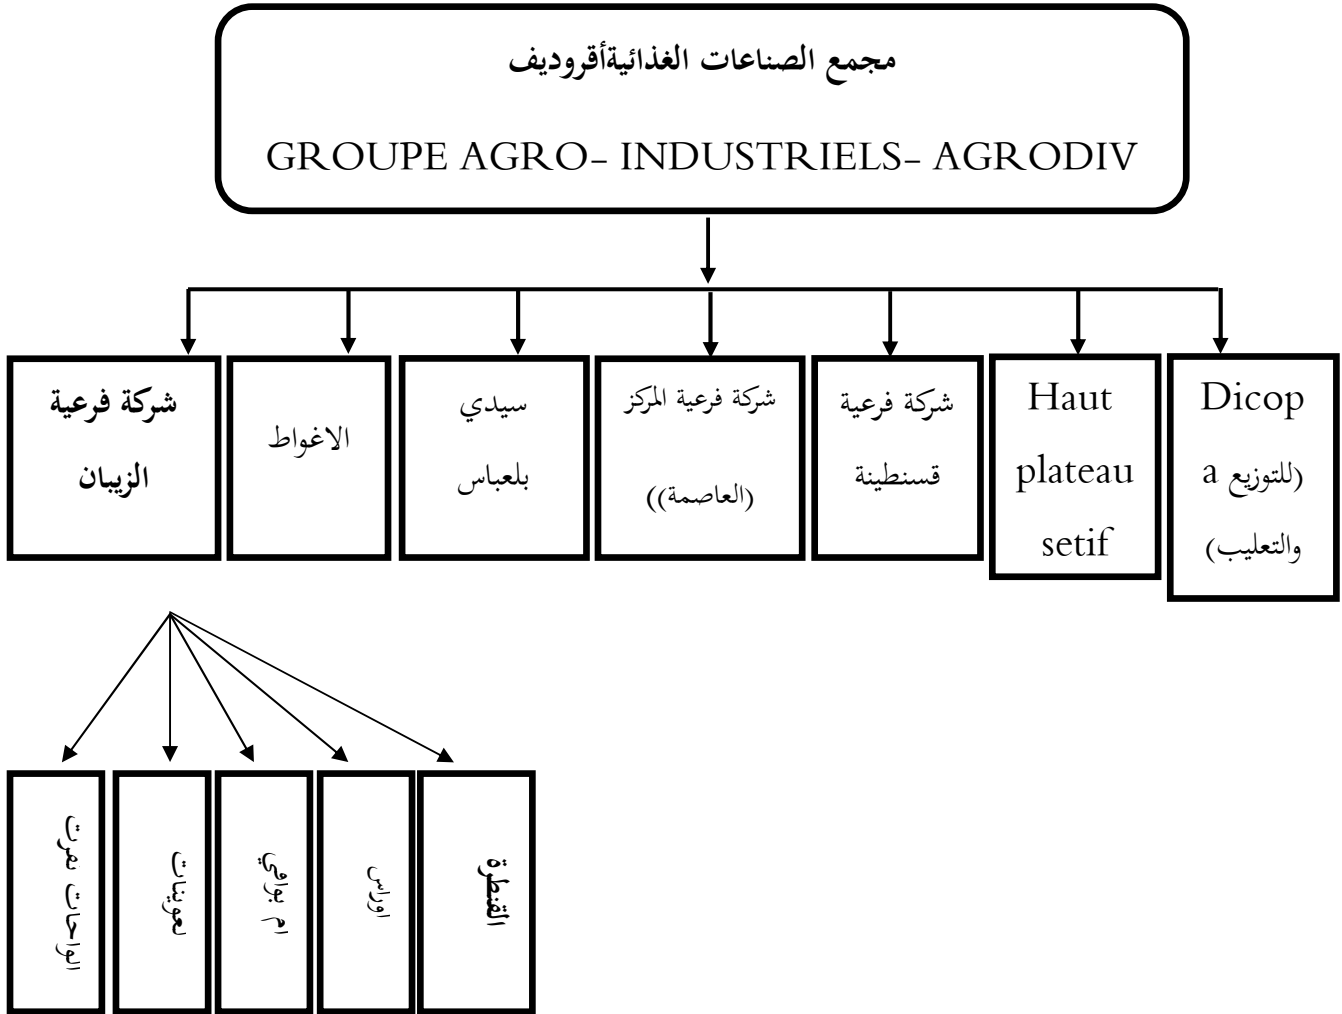 مجمع الصناعات الغذائيةأقروديف
GROUPE AGRO- INDUSTRIELS- AGRODIV
Dicop
a للتوزيع)
والتعليب)
Haut
plateau
setif
شركة فرعية
قسنطينة
شركة فرعية المركز
(العاصمة))
سيدي
بلعباس
الاغواط
شركة فرعية
الزيبان
القنطرة
اوراس
ام بواقي
لعوينات
الواحات تقرت